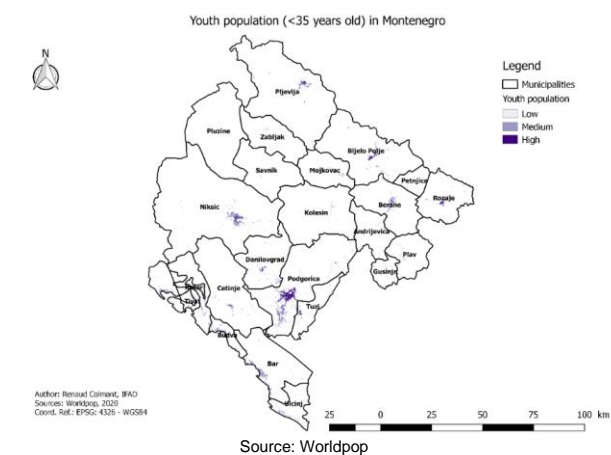 Youth population (<35 years old) in Montenegro
N
Legend
Municipalities
Youth population
Low
Medium
High
Pljevlja
Pluzine
Zabljak
Bijelo Polje
Savnik
Mojkovac
Petnjica
Rozaje
Niksic
Kolasin
Berane
Andrijevica
Danilovgrad
Plav
Gusinje
Cetinje
Podgorice
Tuzi
Tivat
Budva
Bar
Ulcinj
Author: Renaud Colmant, IFAD
Sources: Worldpop, 2020
Coord. Ref.: EPSG: 4326 - WGS84
25 0 25 50 75 100 km
Source: Worldpop